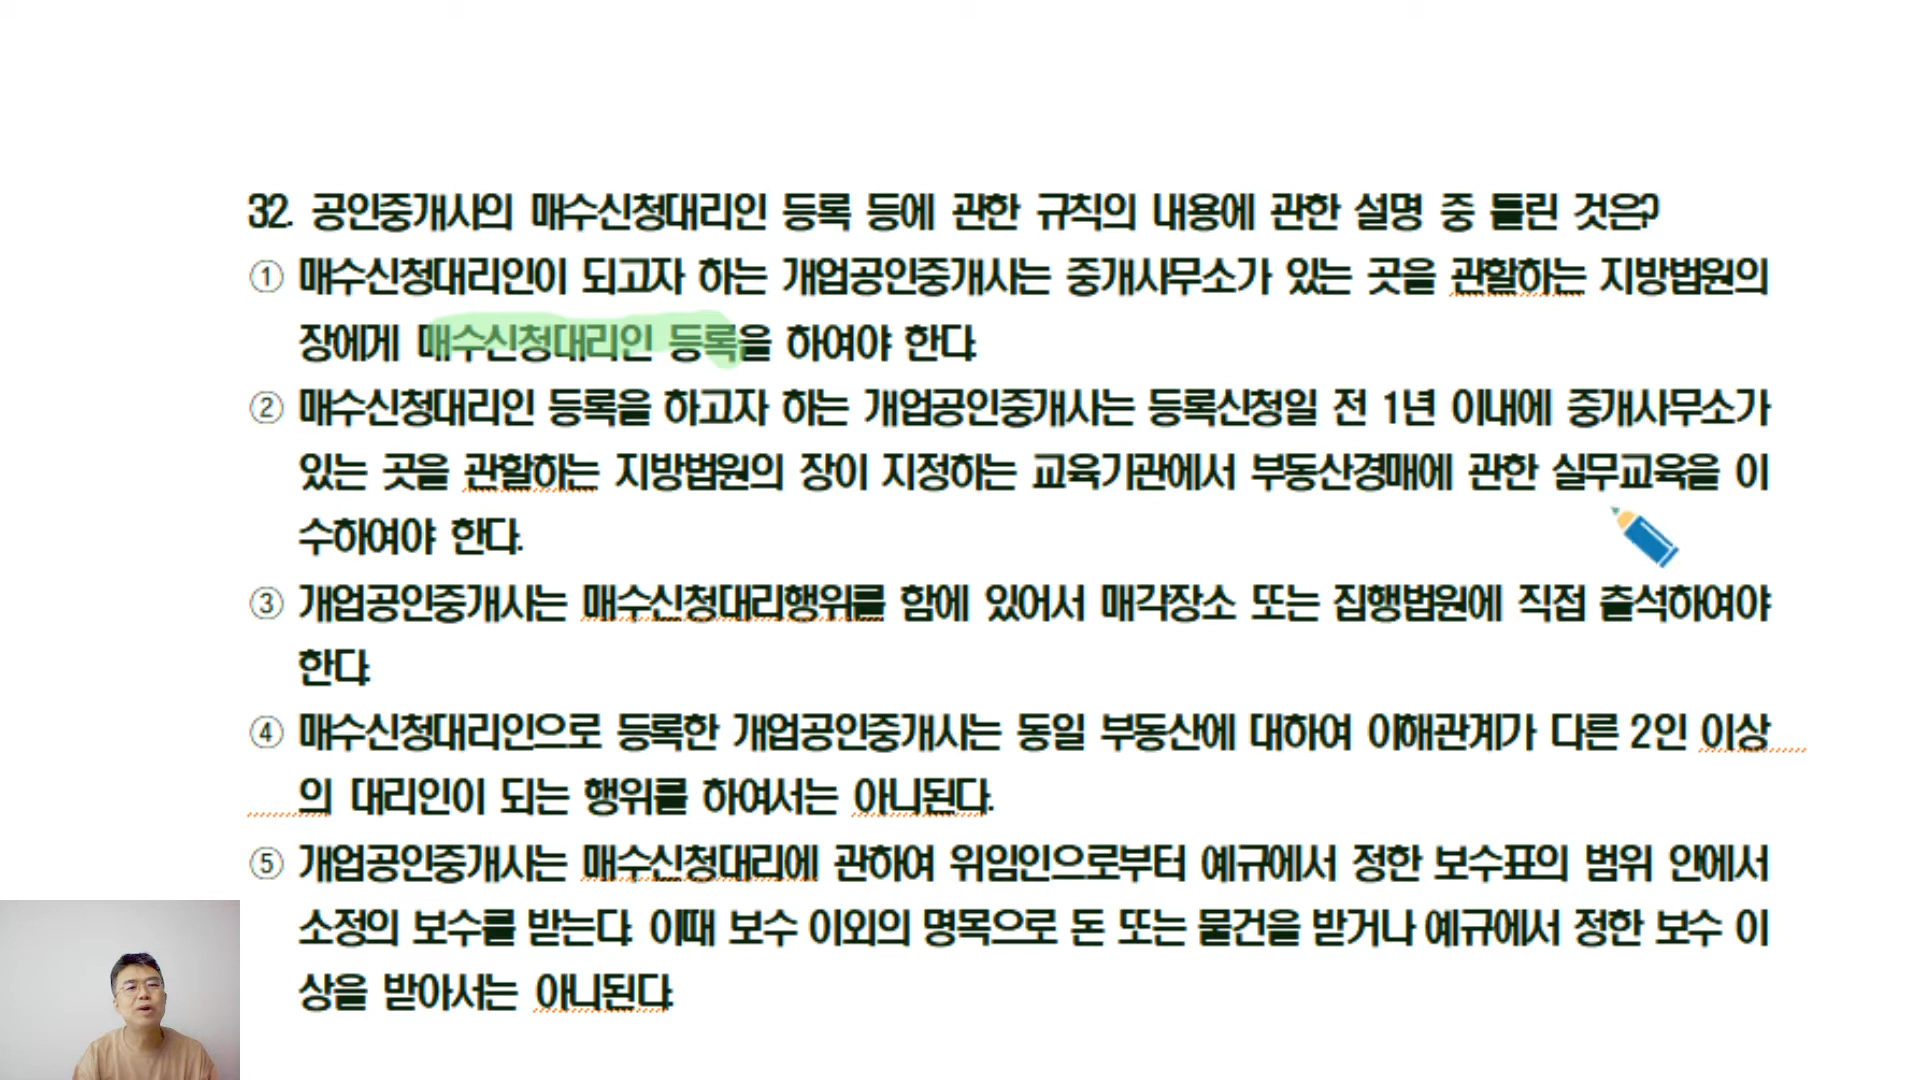 32. 공인중개사의 매수신청대리인 등록 등에 관한 규칙의 내용에 관한 설명 중 틀린 것은?
① 매수신청대리인이 되고자 하는 개업공인중개사는 중개사무소가 있는 곳을 관할하는 지방법원의
장에게 매수신청대리인 등록을 하여야 한다.
② 매수신청대리인 등록을 하고자 하는 개업공인중개사는 등록신청일 전 1년 이내에 중개사무소가
있는 곳을 관할하는 지방법원의 장이 지정하는 교육기관에서 부동산경매에 관한 실무교육을 이
수하여야 한다.
③ 개업공인중개사는 매수신청대리행위를 함에 있어서 매각장소 또는 집행법원에 직접 출석하여야
한다.
④ 매수신청대리인으로 등록한 개업공인중개사는 동일 부동산에 대하여 이해관계가 다른 2인 이상
의 대리인이 되는 행위를 하여서는 아니된다.
⑤ 개업공인중개사는 매수신청대리에 관하여 위임인으로부터 예규에서 정한 보수표의 범위 안에서
소정의 보수를 받는다. 이때 보수 이외의 명목으로 돈 또는 물건을 받거나 예규에서 정한 보수 이
상을 받아서는 아니된다.